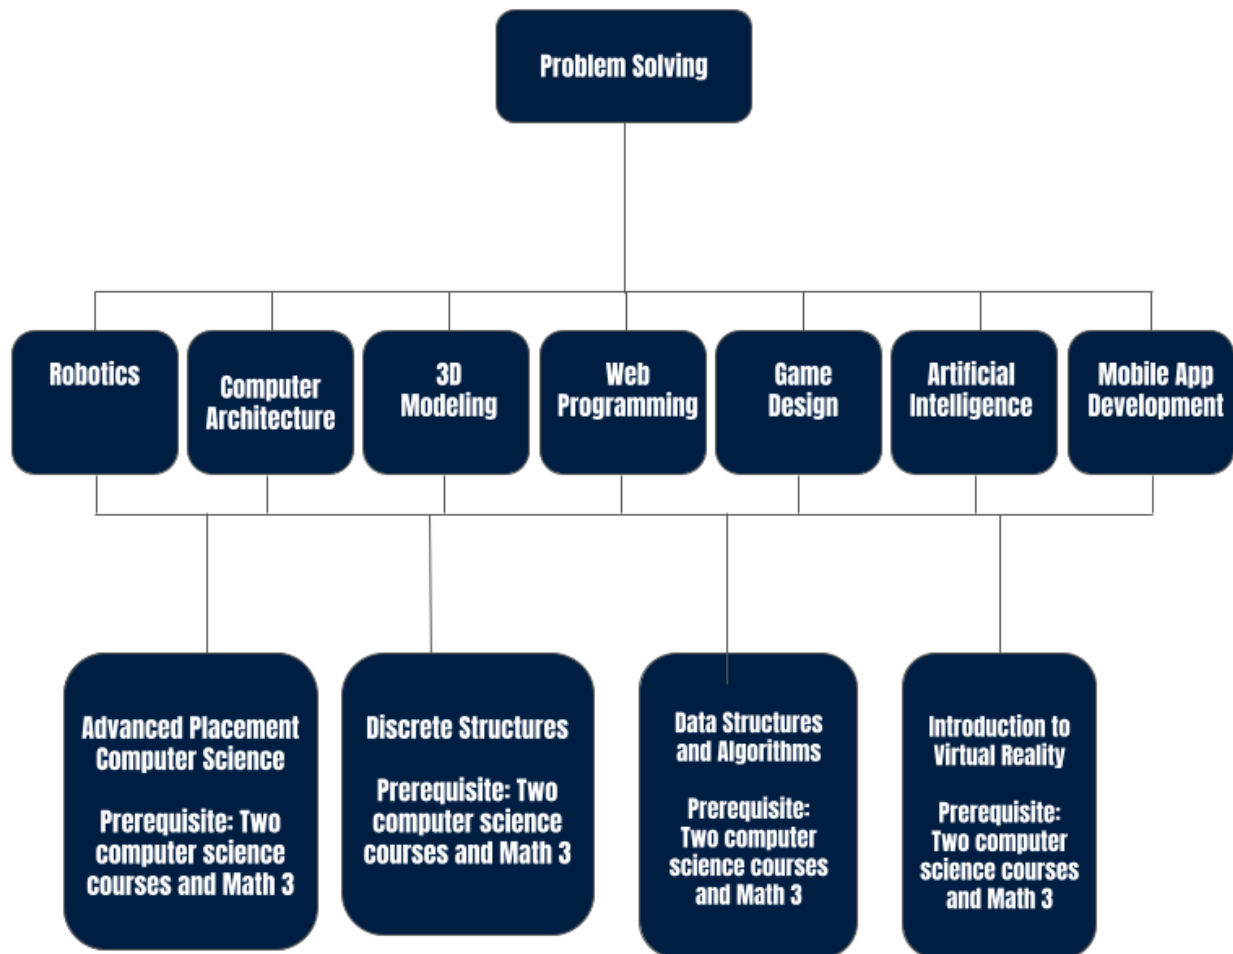 Problem Solving
Robotics
Computer
Architecture
3D
Modeling
Web
Programming
Game
Design
Artificial
Intelligence
Mobile App
Development
Advanced Placement
Computer Science
Prerequisite: Two
computer science
courses and Math 3
Discrete Structures
Prerequisite: Two
computer science
courses and Math 3
Data Structures
and Algorithms
Prerequisite:
Two computer
science courses
and Math 3
Introduction to
Virtual Reality
Prerequisite:
Two computer
science courses
and Math 3